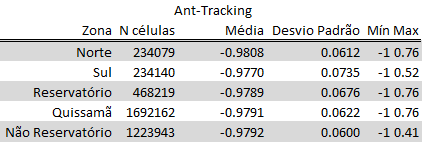 Ant-Tracking
Zona N células Média Desvio Padrão Mín Max
Norte 234079 -0.9808 0.0612 -1 0.76
Sul 234140 -0.9770 0.0735 -1 0.52
Reservatório 468219 -0.9789 0.0676 -1 0.76
Quissamã 1692162 -0.9791 0.0622 -1 0.76
Não Reservatório 1223943 -0.9792 0.0600 -1 0.41